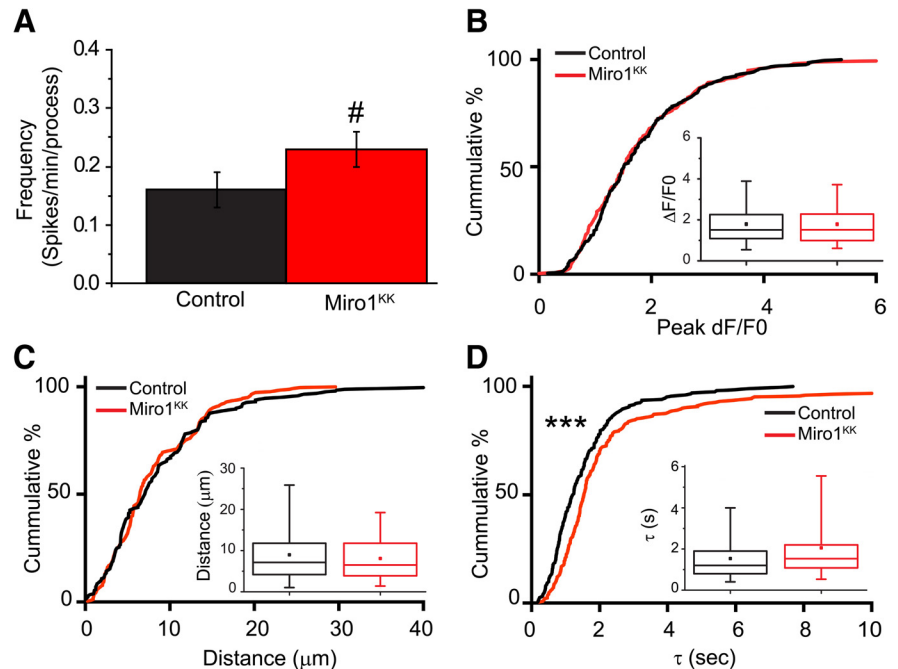 A
0.4
0.3
0.2
0.1
0.0
Frequency
(Spikes/min/process)
#
Control
Miro1KK
B
Control
Miro1KK
100
50
0
Cummulative %
0
2
4
6
Peak dF/F0
6
4
2
0
ΔF/F0
C
Control
Miro1KK
100
50
0
Cummulative %
0
10
20
30
40
Distance (μm)
30
20
10
0
Distance (μm)
D
***
Control
Miro1KK
100
50
0
Cummulative %
0
2
4
6
8
10
τ (sec)
6
4
2
0
τ (s)